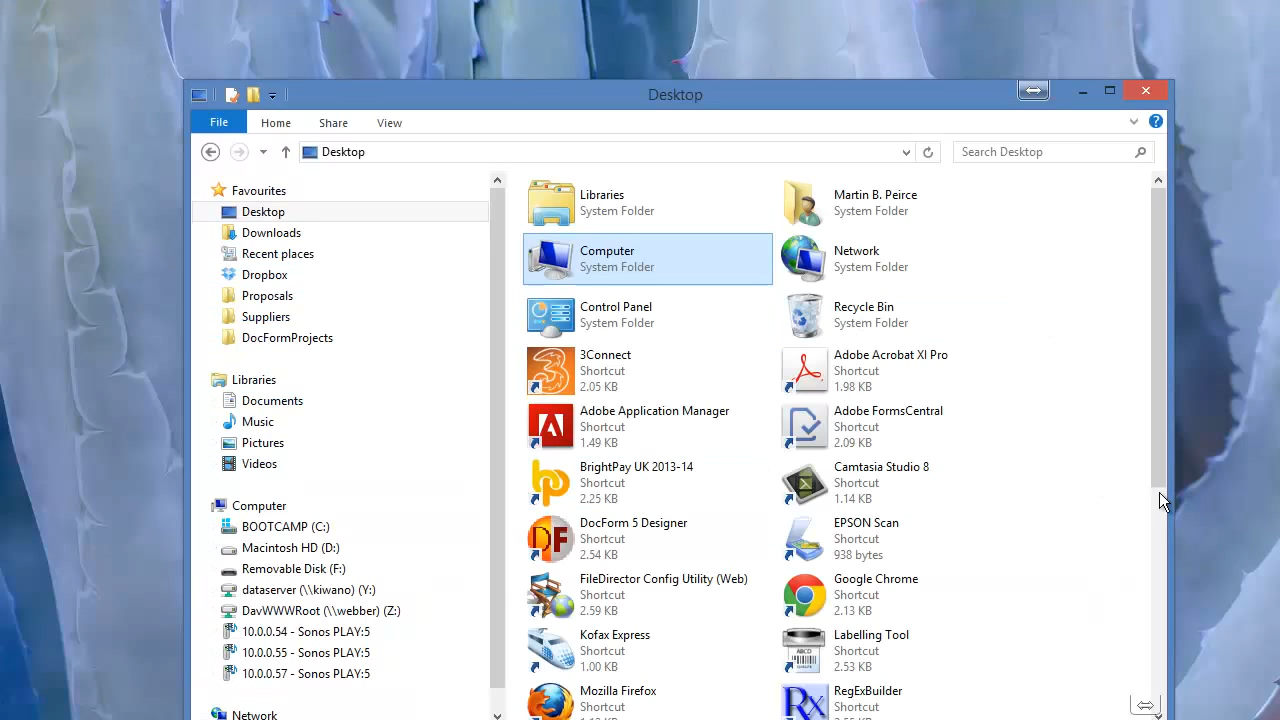 Desktop
File
Home
Share
View
Desktop
Search Desktop
Favourites
Desktop
Downloads
Recent places
Dropbox
Proposals
Suppliers
DocFormProjects
Libraries
Documents
Music
Pictures
Videos
Computer
BOOTCAMP (C:)
Macintosh HD (D:)
Removable Disk (F:)
dataserver (\\kiwano) (Y:)
DavWWWRoot (\\webber) (Z:)
10.0.0.54 - Sonos PLAY:5
10.0.0.55 - Sonos PLAY:5
10.0.0.57 - Sonos PLAY:5
Network
Libraries
System Folder
Martin B. Peirce
System Folder
Computer
System Folder
Network
System Folder
Control Panel
System Folder
Recycle Bin
System Folder
3Connect
Shortcut
2.05 KB
Adobe Acrobat XI Pro
Shortcut
1.98 KB
Adobe Application Manager
Shortcut
1.49 KB
Adobe FormsCentral
Shortcut
2.09 KB
BrightPay UK 2013-14
Shortcut
2.25 KB
Camtasia Studio 8
Shortcut
1.14 KB
DocForm 5 Designer
Shortcut
2.54 KB
EPSON Scan
Shortcut
938 bytes
FileDirector Config Utility (Web)
Shortcut
2.59 KB
Google Chrome
Shortcut
2.13 KB
Kofax Express
Shortcut
1.00 KB
Labelling Tool
Shortcut
2.53 KB
Mozilla Firefox
Shortcut
RegExBuilder
Shortcut